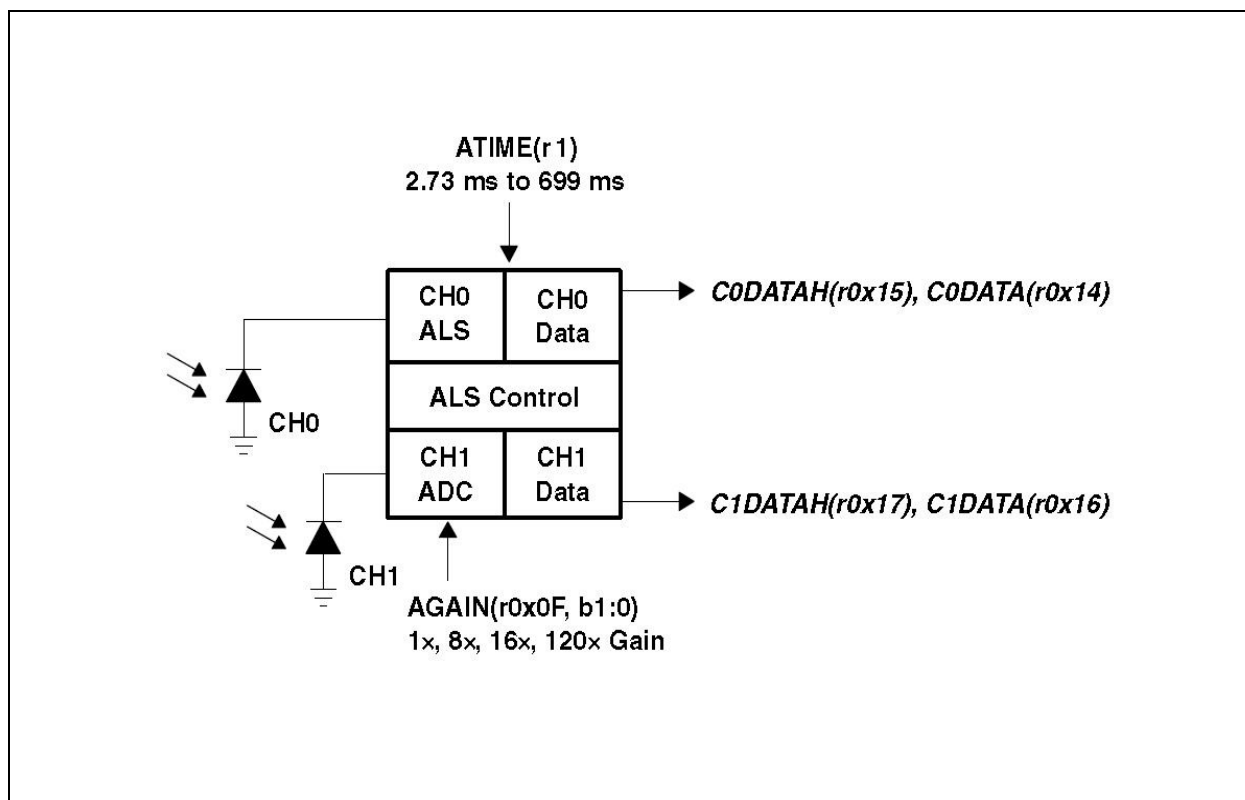 ATIME(r1)
2.73 ms to 699 ms
CH0
ALS
CH0
Data
C0DATAH(r0x15), C0DATA(r0x14)
ALS Control
CH0
CH1
ADC
CH1
Data
C1DATAH(r0x17), C1DATA(r0x16)
CH1
AGAIN(r0x0F, b1:0)
1×, 8×, 16×, 120× Gain